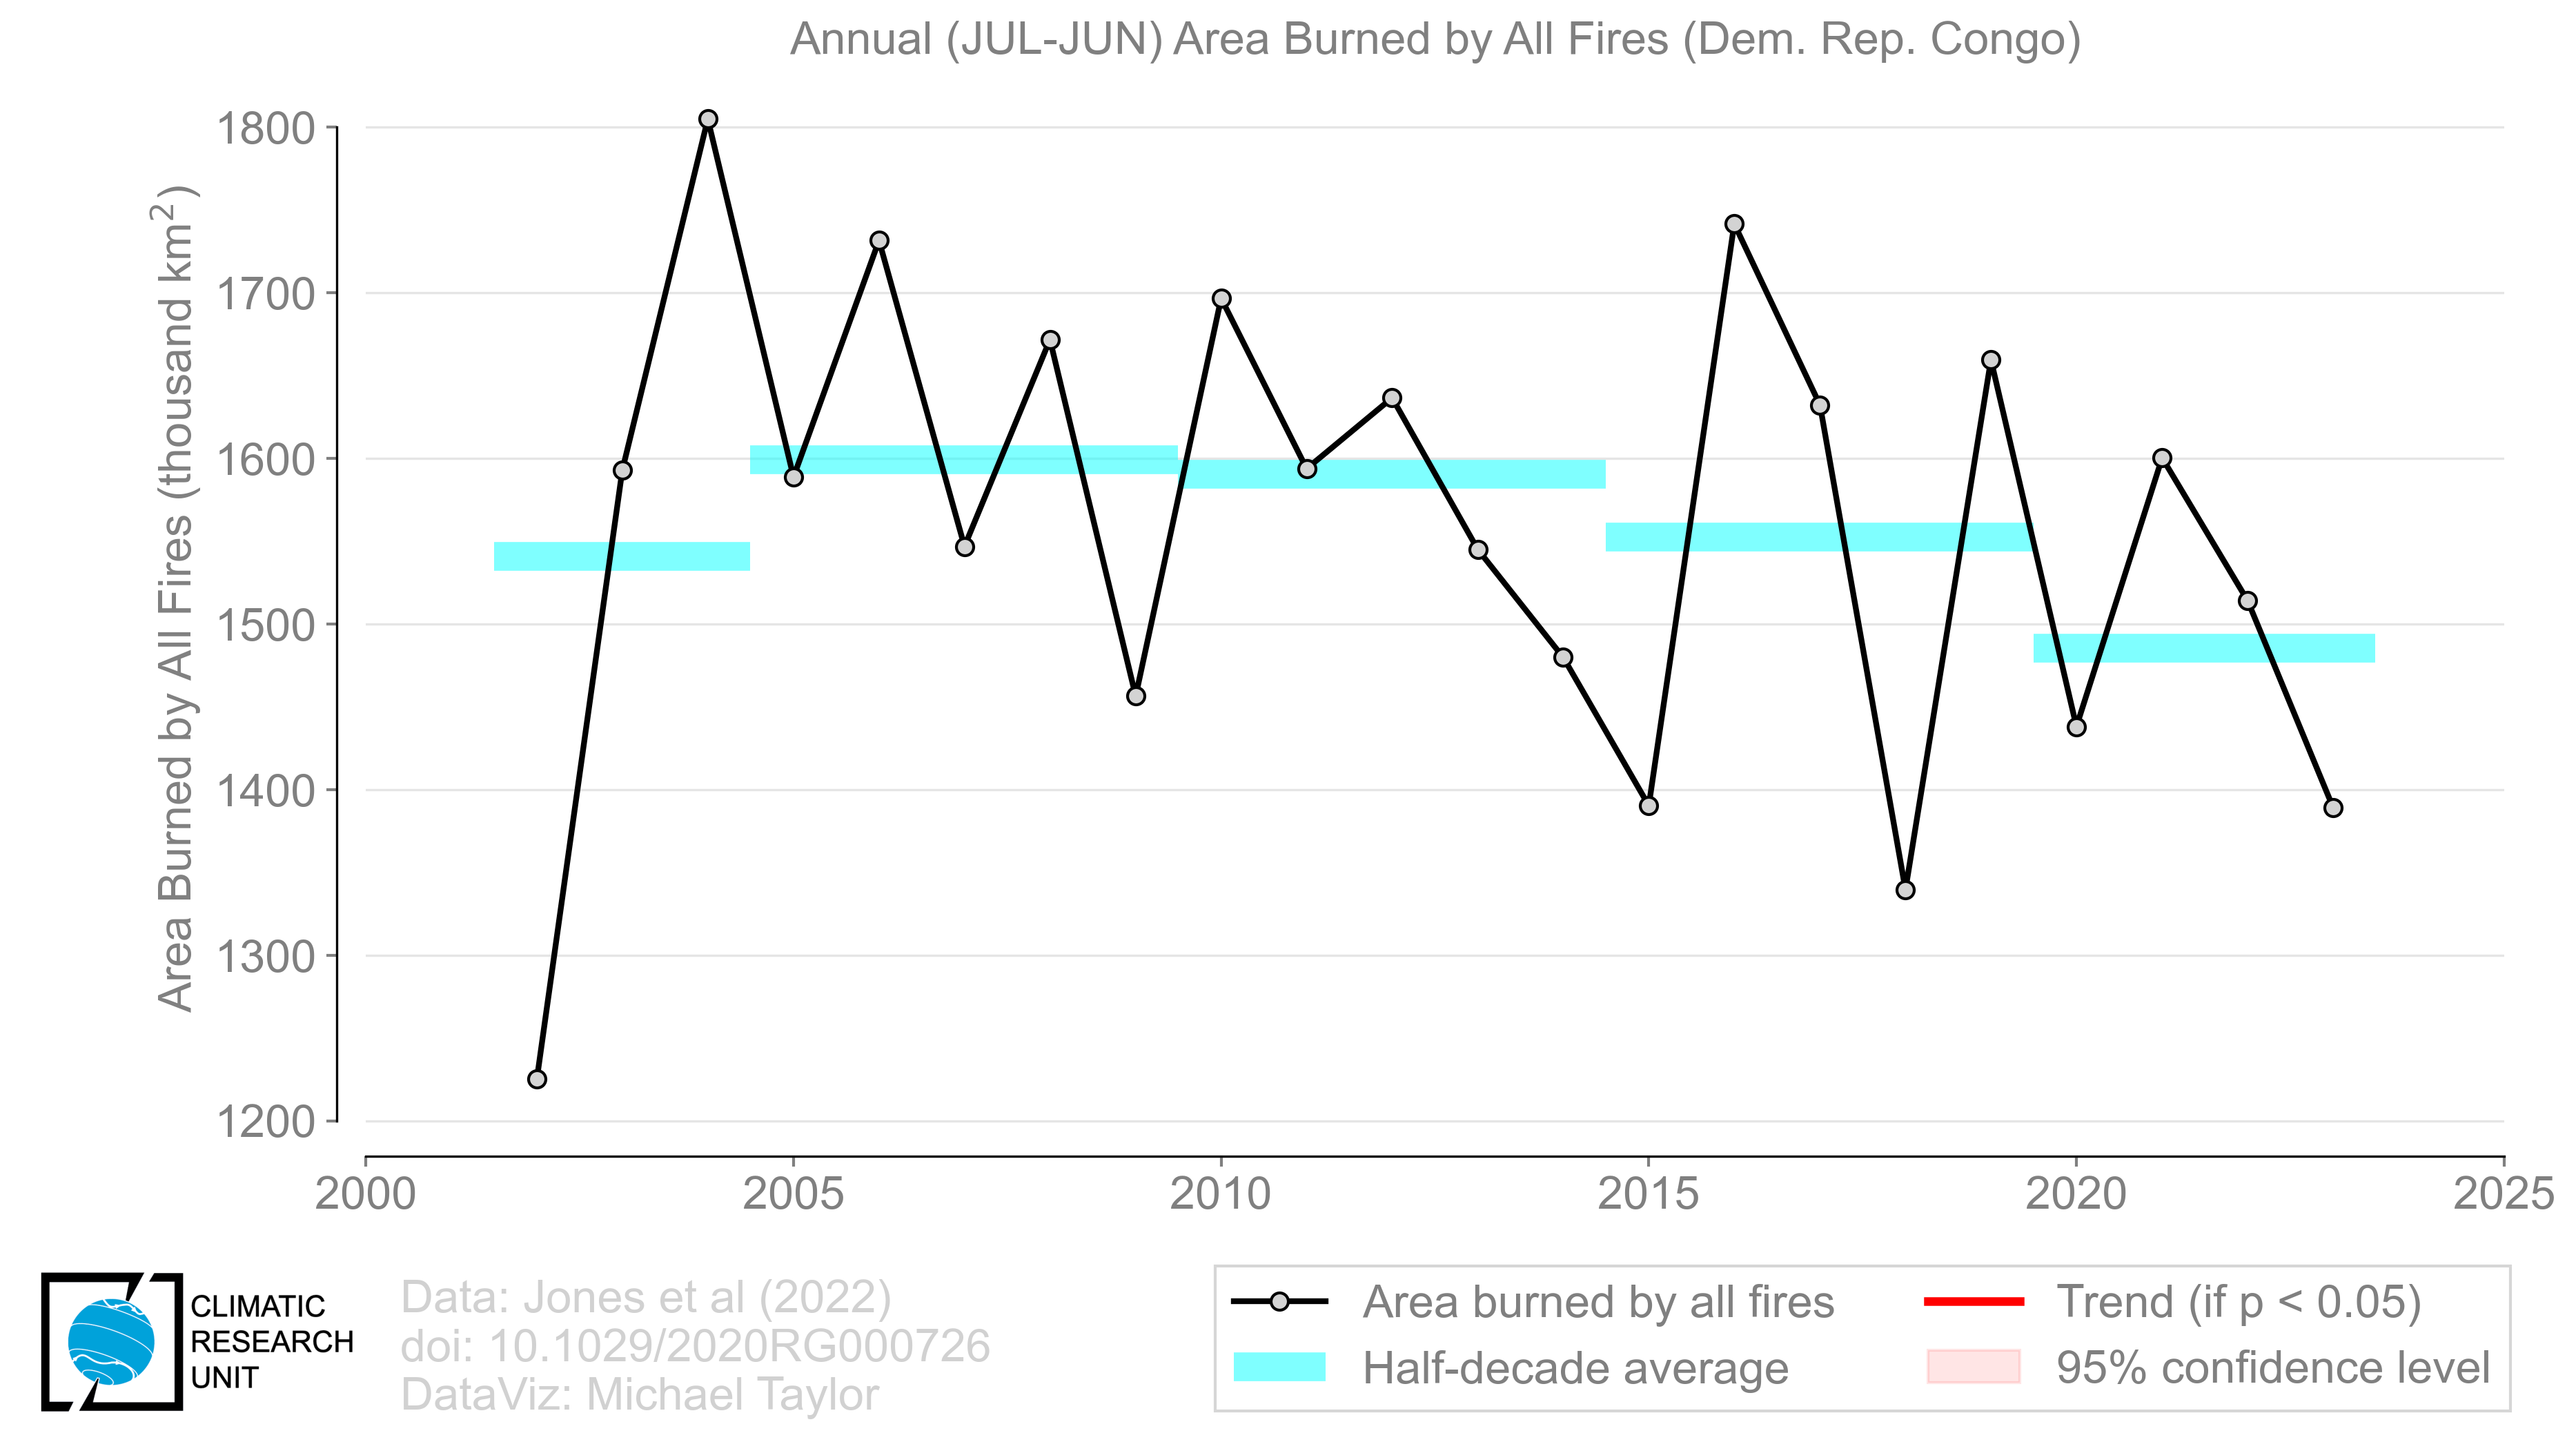 Annual (JUL-JUN) Area Burned by All Fires (Dem. Rep. Congo)
Area Burned by All Fires (thousand km²)
1800
1700
1600
1500
1400
1300
1200
2000
2005
2010
2015
2020
2025
CLIMATIC
RESEARCH
UNIT
Data: Jones et al (2022)
doi: 10.1029/2020RG000726
DataViz: Michael Taylor
Area burned by all fires
Half-decade average
Trend (if p < 0.05)
95% confidence level